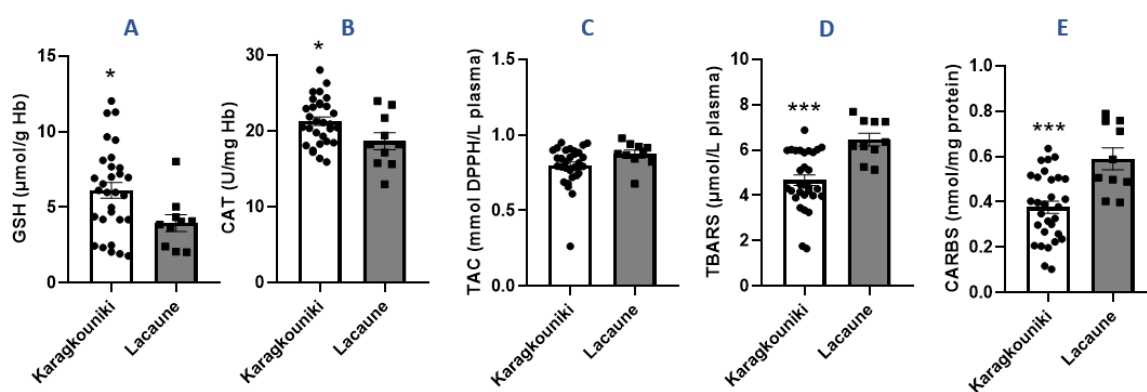 A
GSH (µmol/g Hb)
15
10
5
0
*
Karagkouniki
Lacaune
B
CAT (U/mg Hb)
30
20
10
0
*
Karagkouniki
Lacaune
C
TAC (mmol DPPH/L plasma)
1.5
1.0
0.5
0.0
Karagkouniki
Lacaune
D
TBARS (µmol/L plasma)
10
8
6
4
2
0
***
Karagkouniki
Lacaune
E
CARBS (nmol/mg protein)
1.0
0.8
0.6
0.4
0.2
0.0
***
Karagkouniki
Lacaune